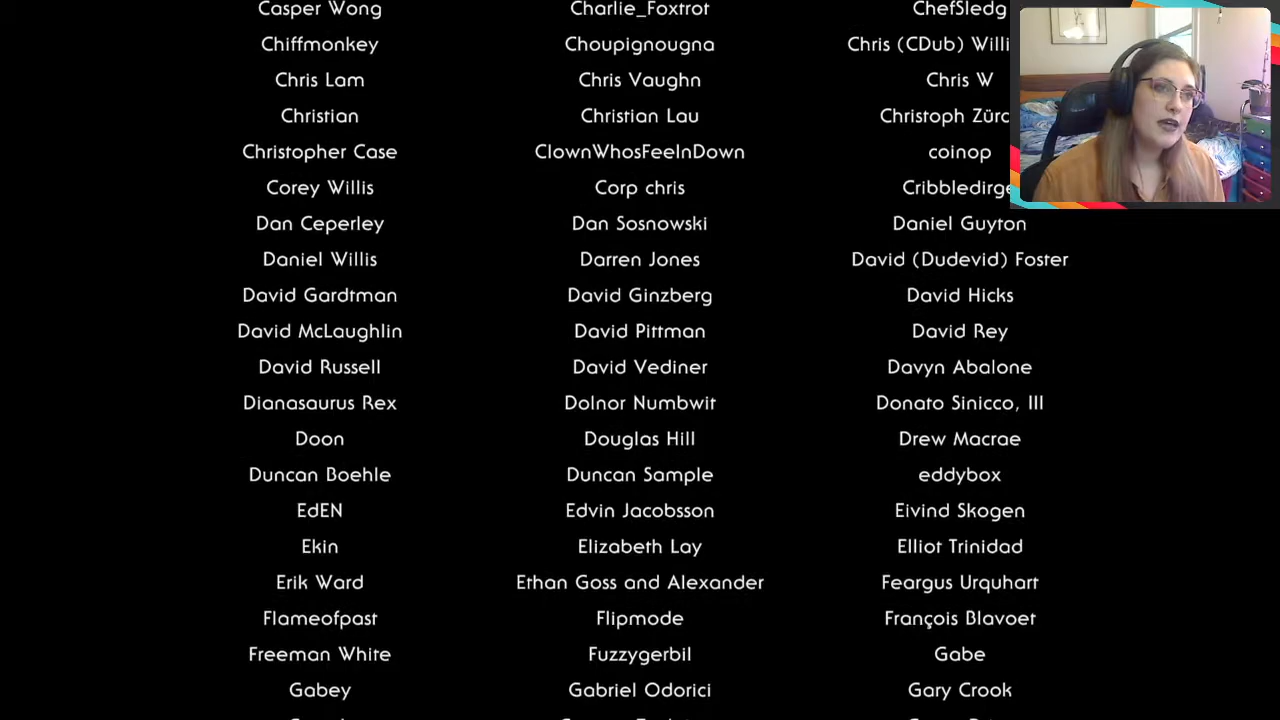 Casper Wong Charlie_Foxtrot ChefSledg
Chiffmonkey Choupignougna Chris (CDub)
Chris Lam Chris Vaughn Chris W
Christian Christian Lau Christoph
Christopher Case ClownWhosFeelnDown coinop
Corey Willis Corp chris Cribbledirge
Dan Ceperley Dan Sosnowski Daniel Guyton
Daniel Willis Darren Jones David (Dudevid) Foster
David Gardtman David Ginzberg David Hicks
David McLaughlin David Pittman David Rey
David Russell David Vediner Davyn Abalone
Dianasaurus Rex Dolnor Numbwit Donato Sinicco, III
Doon Douglas Hill Drew Macrae
Duncan Boehle Duncan Sample eddybox
EdEN Edvin Jacobsson Eivind Skogen
Ekin Elizabeth Lay Elliot Trinidad
Erik Ward Ethan Goss and Alexander Feargus Urquhart
Flameofpast Flipmode François Blavoet
Freeman White Fuzzygerbil Gabe
Gabey Gabriel Odorici Gary Crook